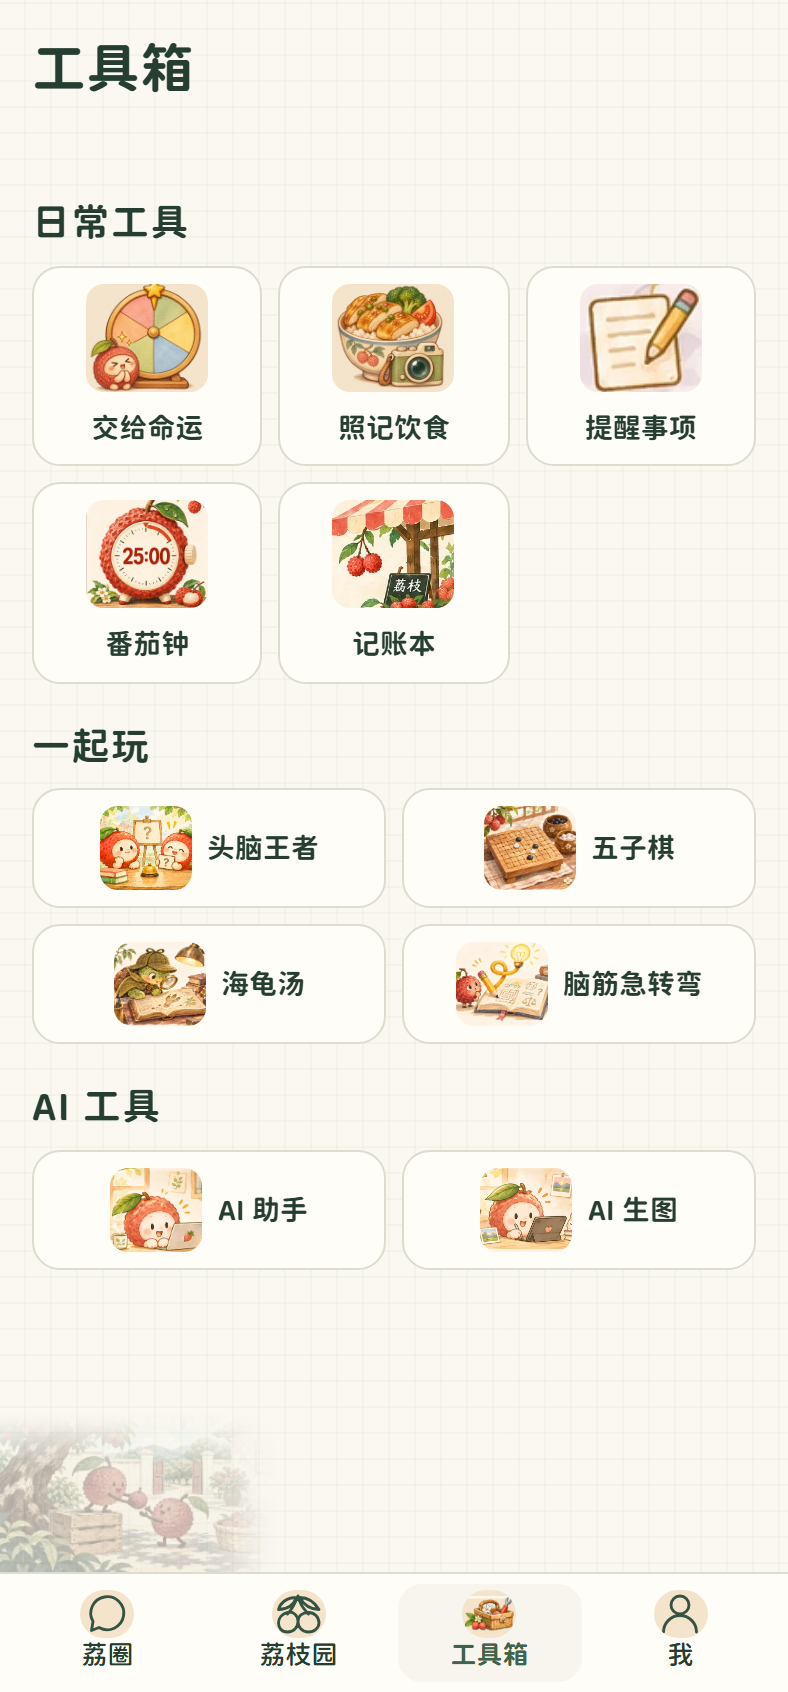 工具箱
日常工具
交给命运
照记饮食
提醒事项
25:00
荔枝
番茄钟
记账本
一起玩
?
?
头脑王者
五子棋
海龟汤
?
脑筋急转弯
AI 工具
AI 助手
AI 生图
荔圈
荔枝园
工具箱
我